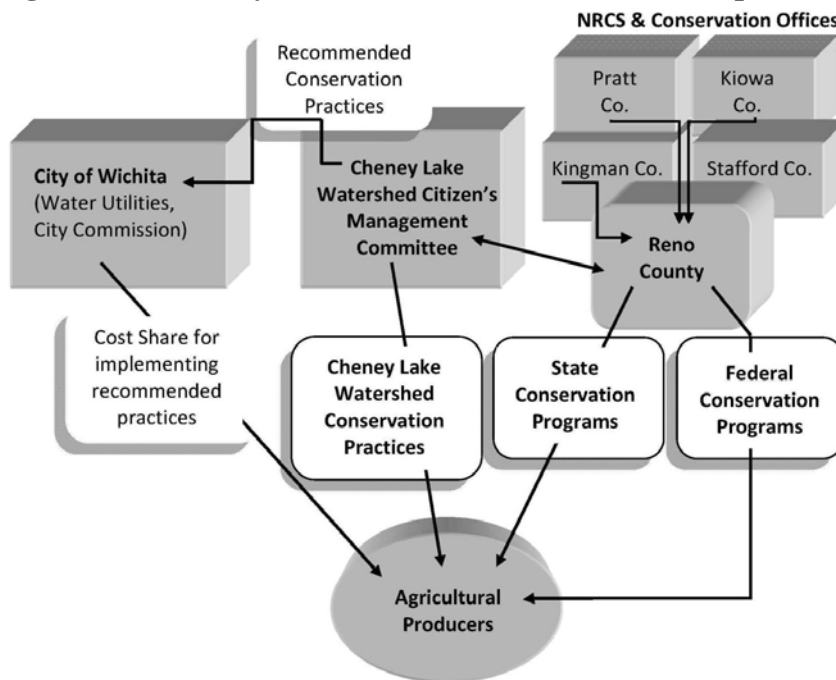 NRCS & Conservation Offices
Recommended
Conservation
Practices
Pratt
Co.
Kiowa
Co.
Kingman Co.
Stafford Co.
City of Wichita
(Water Utilities,
City Commission)
Cheney Lake
Watershed Citizen's
Management
Committee
Reno
County
Cost Share for
implementing
recommended
practices
Cheney Lake
Watershed
Conservation
Practices
State
Conservation
Programs
Federal
Conservation
Programs
Agricultural
Producers